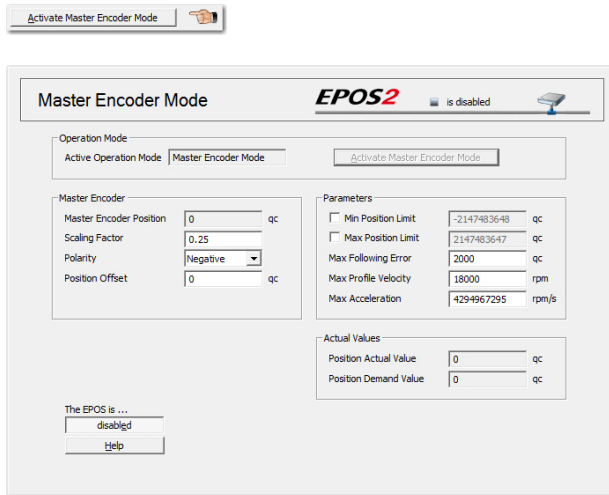 Activate Master Encoder Mode
Master Encoder Mode EPOS2 is disabled
Operation Mode
Active Operation Mode Master Encoder Mode Activate Master Encoder Mode
Master Encoder
Master Encoder Position 0 qc
Scaling Factor 0.25
Polarity Negative
Position Offset 0 qc
Parameters
Min Position Limit -2147483648 qc
Max Position Limit 2147483647 qc
Max Following Error 2000 qc
Max Profile Velocity 18000 rpm
Max Acceleration 4294967295 rpm/s
Actual Values
Position Actual Value 0 qc
Position Demand Value 0 qc
The EPOS is ...
disabled
Help